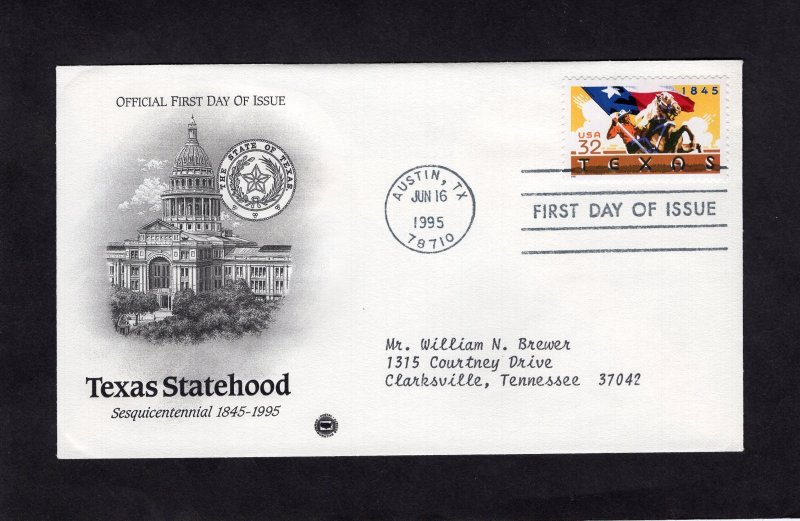 OFFICIAL FIRST DAY OF ISSUE
THE STATE OF TEXAS
1845
USA
32
TEXAS
AUSTIN, TX
JUN 16
1995
78710
FIRST DAY OF ISSUE
Mr. William N. Brewer
1315 Courtney Drive
Clarksville, Tennessee 37042
Texas Statehood
Sesquicentennial 1845-1995